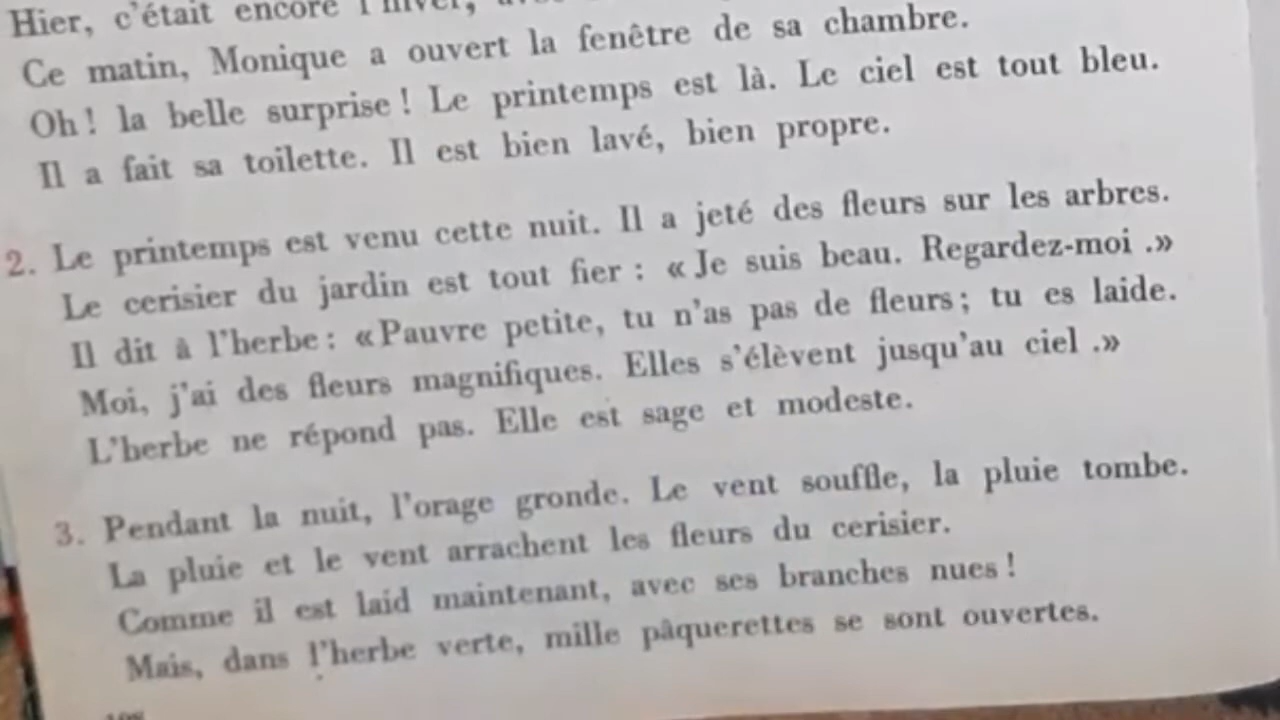 Hier, c'était encore l'hiver,
Ce matin, Monique a ouvert la fenêtre de sa chambre.
Oh! la belle surprise! Le printemps est là. Le ciel est tout bleu.
Il a fait sa toilette. Il est bien lavé, bien propre.
2. Le printemps est venu cette nuit. Il a jeté des fleurs sur les arbres.
Le cerisier du jardin est tout fier : « Je suis beau. Regardez-moi .»
Il dit à l'herbe : « Pauvre petite, tu n'as pas de fleurs ; tu es laide.
Moi, j'ai des fleurs magnifiques. Elles s'élèvent jusqu'au ciel .»
L'herbe ne répond pas. Elle est sage et modeste.
3. Pendant la nuit, l'orage gronde. Le vent souffle, la pluie tombe.
La pluie et le vent arrachent les fleurs du cerisier.
Comme il est laid maintenant, avec ses branches nues !
Mais, dans l'herbe verte, mille pâquerettes se sont ouvertes.